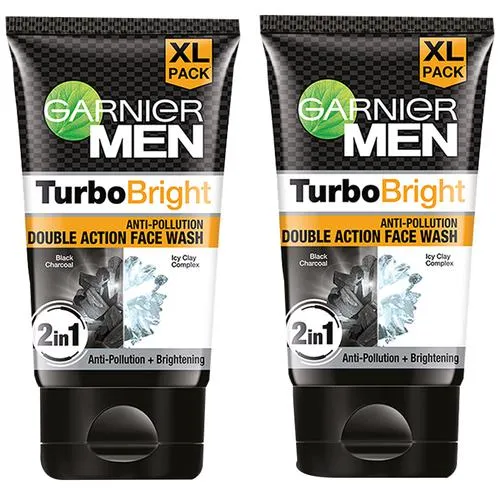 XL
PACK
GARNIER
MEN
TurboBright
ANTI-POLLUTION
DOUBLE ACTION FACE WASH
Black
Charcoal
Icy Clay
Complex
2in1
Anti-Pollution + Brightening
XL
PACK
GARNIER
MEN
TurboBright
ANTI-POLLUTION
DOUBLE ACTION FACE WASH
Black
Charcoal
Icy Clay
Complex
2in1
Anti-Pollution + Brightening